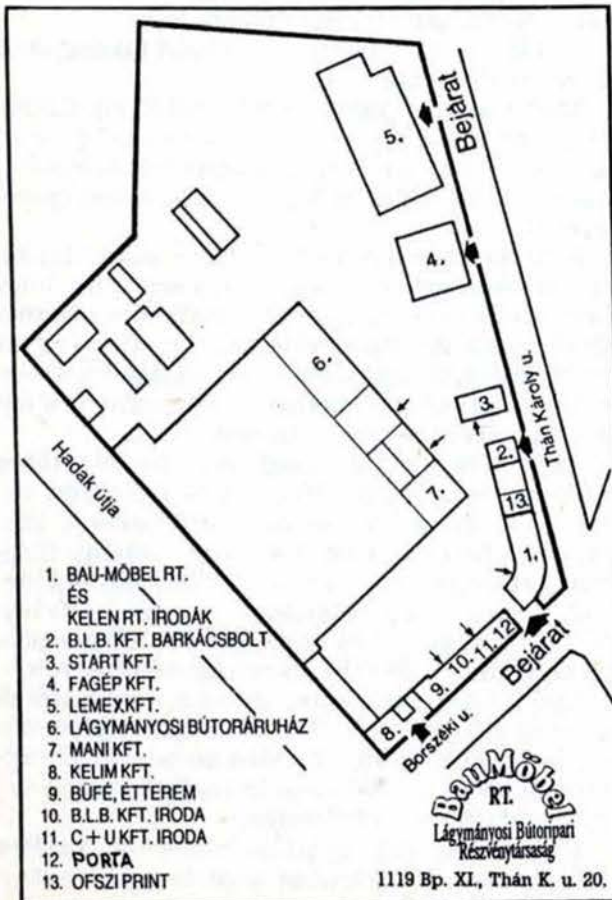 5.
Bejárat
4.
6.
3.
Thán Károly u.
2.
7.
13.
1.
Hadak útja
9. 10. 11. 12
Bejárat
8.
Borszéki u.
1. BAU-MÖBEL RT.
ÉS
KELEN RT. IRODÁK
2. B.L.B. KFT. BARKÁCSBOLT
3. START KFT.
4. FAGÉP KFT.
5. LEMEX KFT.
6. LÁGYMÁNYOSI BÚTORÁRUHÁZ
7. MANI KFT.
8. KELIM KFT.
9. BÜFÉ, ÉTTEREM
10. B.L.B. KFT. IRODA
11. C+U KFT. IRODA
12 PORTA
13. OFSZI PRINT
BauMöbel
RT.
Lágymányosi Bútoripari
Részvénytársaság
1119 Bp. XI., Thán K. u. 20.